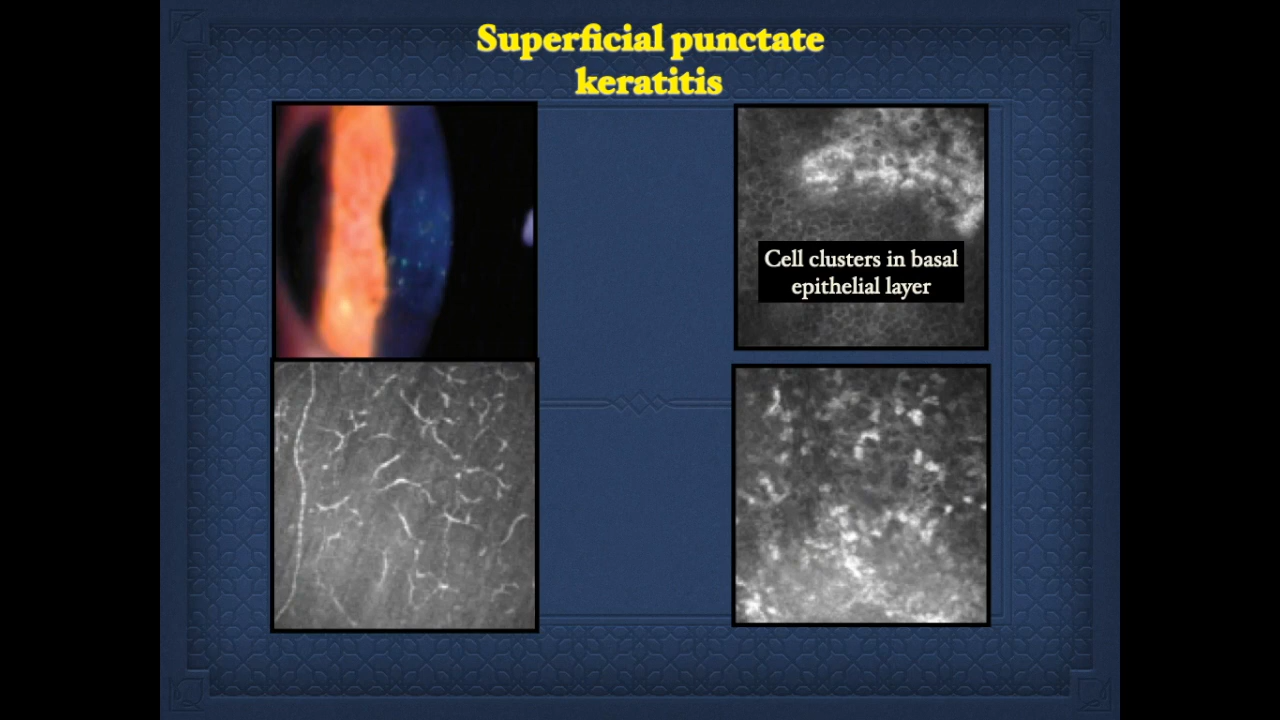 Superficial punctate
keratitis
Cell clusters in basal
epithelial layer